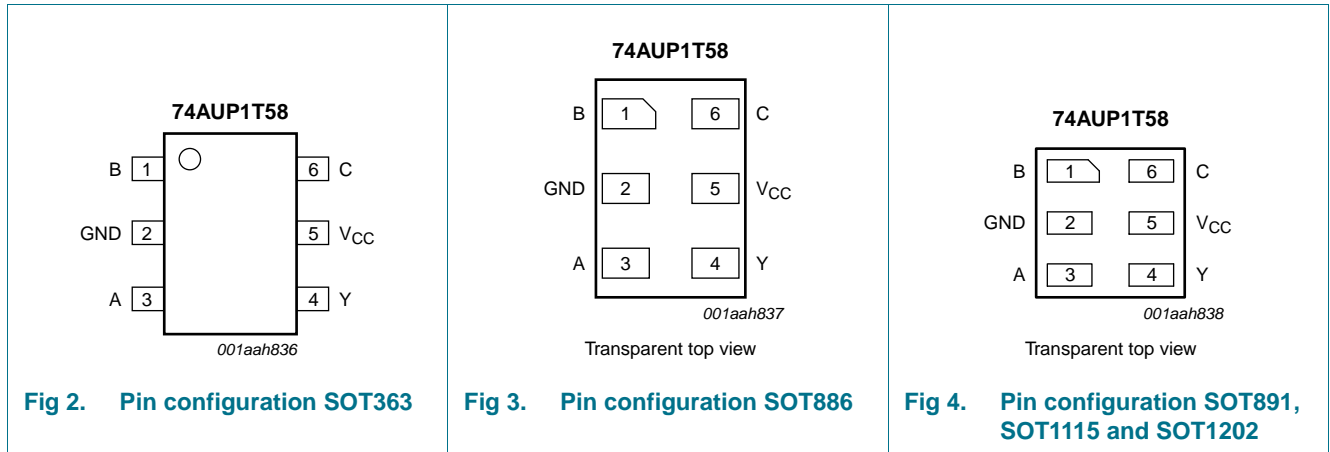 74AUP1T58
B 1 6 C
GND 2 5 VCC
A 3 4 Y
001aah836
Fig 2. Pin configuration SOT363
74AUP1T58
B 1 6 C
GND 2 5 VCC
A 3 4 Y
001aah837
Transparent top view
Fig 3. Pin configuration SOT886
74AUP1T58
B 1 6 C
GND 2 5 VCC
A 3 4 Y
001aah838
Transparent top view
Fig 4. Pin configuration SOT891,
SOT1115 and SOT1202